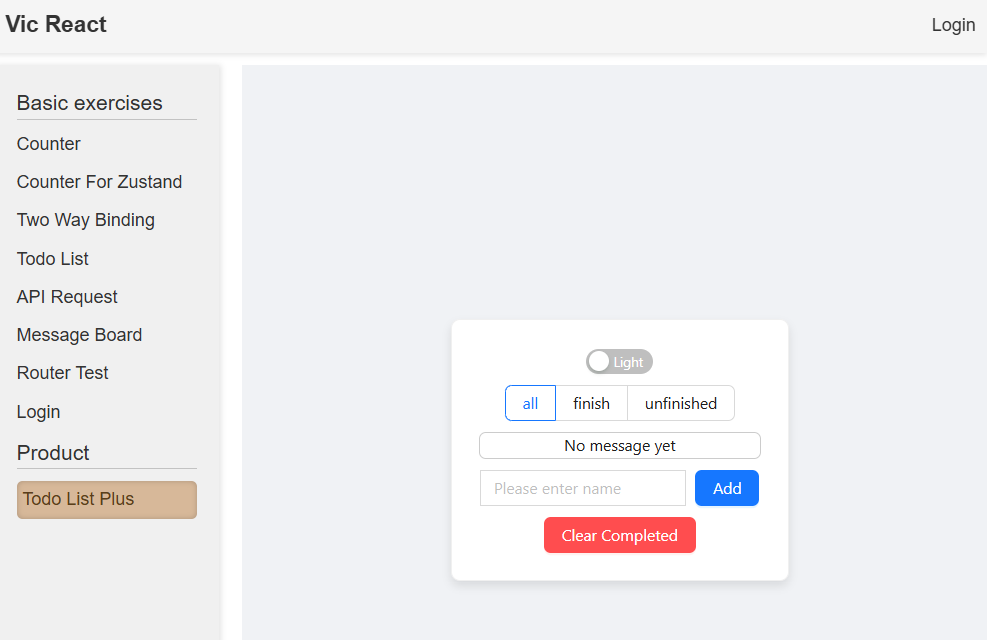 Vic React
Login
Basic exercises
Counter
Counter For Zustand
Two Way Binding
Todo List
API Request
Message Board
Router Test
Login
Product
Todo List Plus
Light
all finish unfinished
No message yet
Please enter name Add
Clear Completed